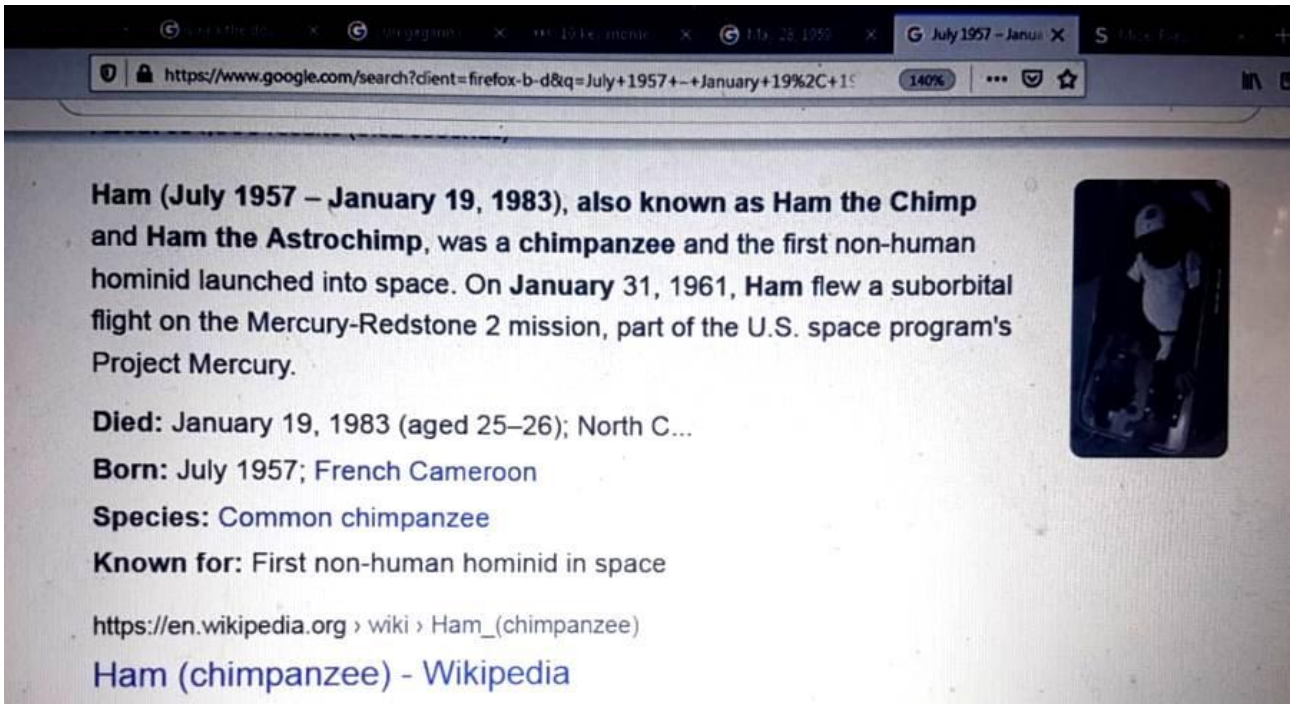 May 28, 1959
July 1957 – Janua
S
https://www.google.com/search?client=firefox-b-d&q=July+1957+–+January+19%2C+19
140%
Ham (July 1957 – January 19, 1983), also known as Ham the Chimp
and Ham the Astrochimp, was a chimpanzee and the first non-human
hominid launched into space. On January 31, 1961, Ham flew a suborbital
flight on the Mercury-Redstone 2 mission, part of the U.S. space program's
Project Mercury.
Died: January 19, 1983 (aged 25–26); North C...
Born: July 1957; French Cameroon
Species: Common chimpanzee
Known for: First non-human hominid in space
https://en.wikipedia.org › wiki › Ham_(chimpanzee)
Ham (chimpanzee) - Wikipedia